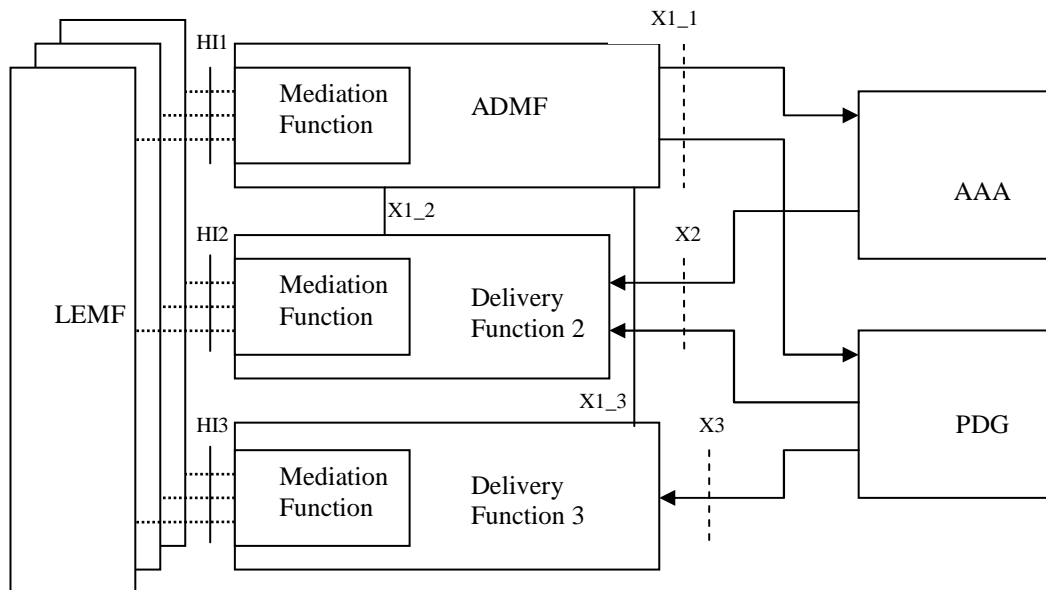 X1_1
HI1
Mediation
Function
ADMF
AAA
X1_2
HI2
X2
Mediation
Function
Delivery
Function 2
LEMF
X1_3
HI3
X3
PDG
Mediation
Function
Delivery
Function 3